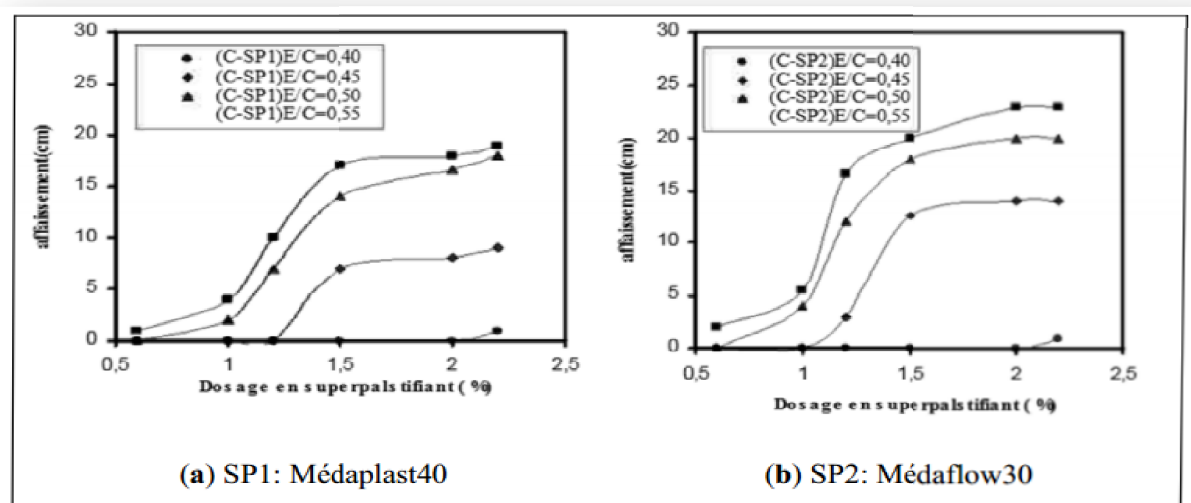 30
25
20
15
10
5
0
affaissement(cm)
(C-SP1)E/C=0,40
(C-SP1)E/C=0,45
(C-SP1)E/C=0,50
(C-SP1)E/C=0,55
0,5 1 1,5 2 2,5
Dosage en superpalstifiant ( %)
(a) SP1: Médaplast40
30
25
20
15
10
5
0
affaissement(cm)
(C-SP2)E/C=0,40
(C-SP2)E/C=0,45
(C-SP2)E/C=0,50
(C-SP2)E/C=0,55
0,5 1 1,5 2 2,5
Dosage en superpalstifiant ( %)
(b) SP2: Médaflow30